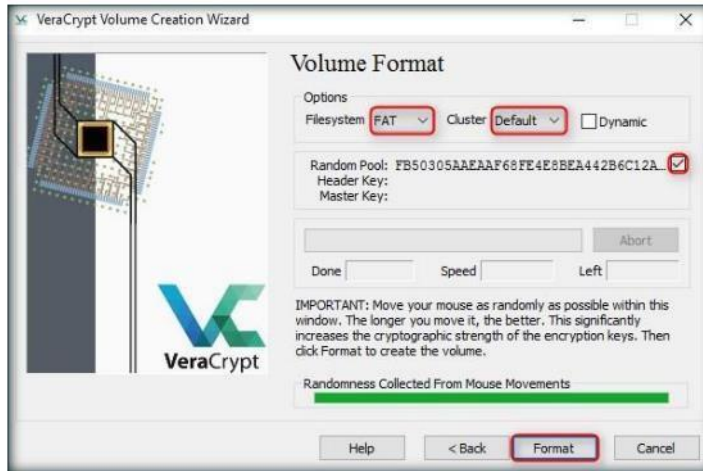 VeraCrypt Volume Creation Wizard
Volume Format
Options
Filesystem FAT Cluster Default Dynamic
Random Pool: FB50305AAEAAF68FE4E8BEA442B6C12A...
Header Key:
Master Key:
Abort
Done Speed Left
IMPORTANT: Move your mouse as randomly as possible within this
window. The longer you move it, the better. This significantly
increases the cryptographic strength of the encryption keys. Then
click Format to create the volume.
Randomness Collected From Mouse Movements
VeraCrypt
Help < Back Format Cancel